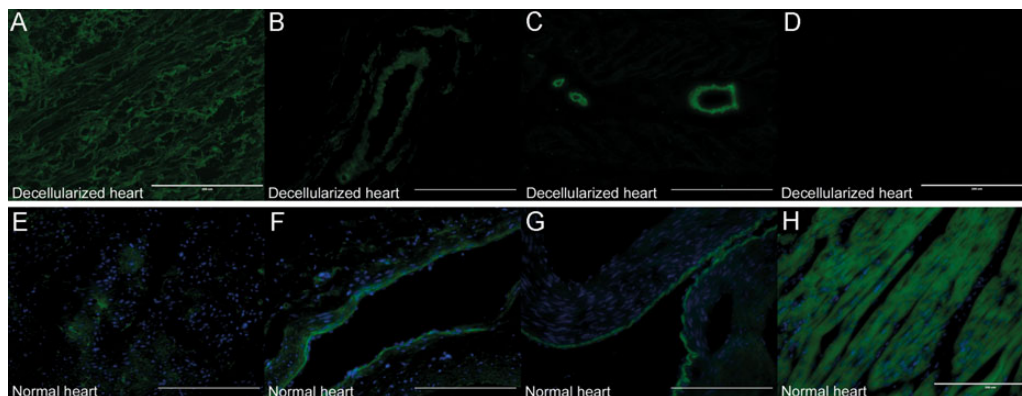 A
B
C
D
Decellularized heart
Decellularized heart
Decellularized heart
Decellularized heart
E
F
G
H
Normal heart
Normal heart
Normal heart
Normal heart